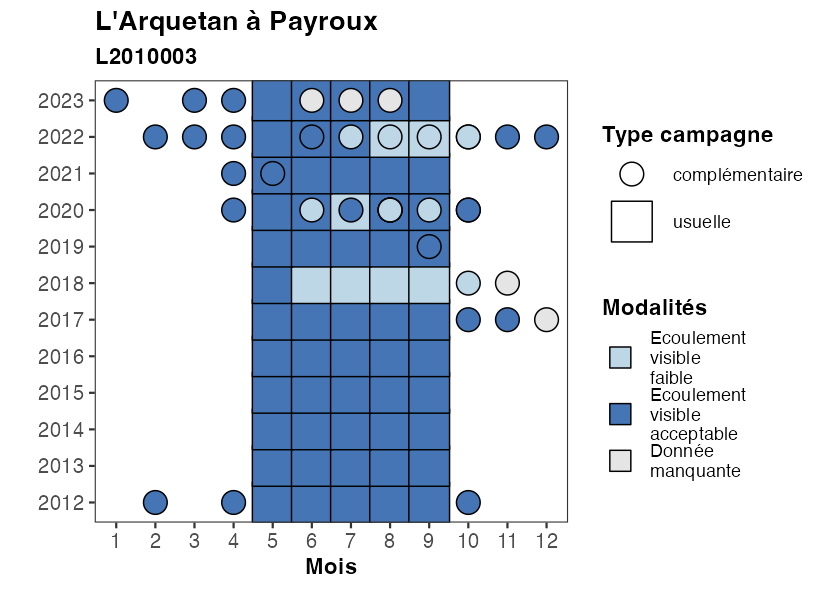 L'Arquetan à Payroux
L2010003
2023
2022
2021
2020
2019
2018
2017
2016
2015
2014
2013
2012
1 2 3 4 5 6 7 8 9 10 11 12
Mois
Type campagne
complémentaire
usuelle
Modalités
Ecoulement
visible
faible
Ecoulement
visible
acceptable
Donnée
manquante